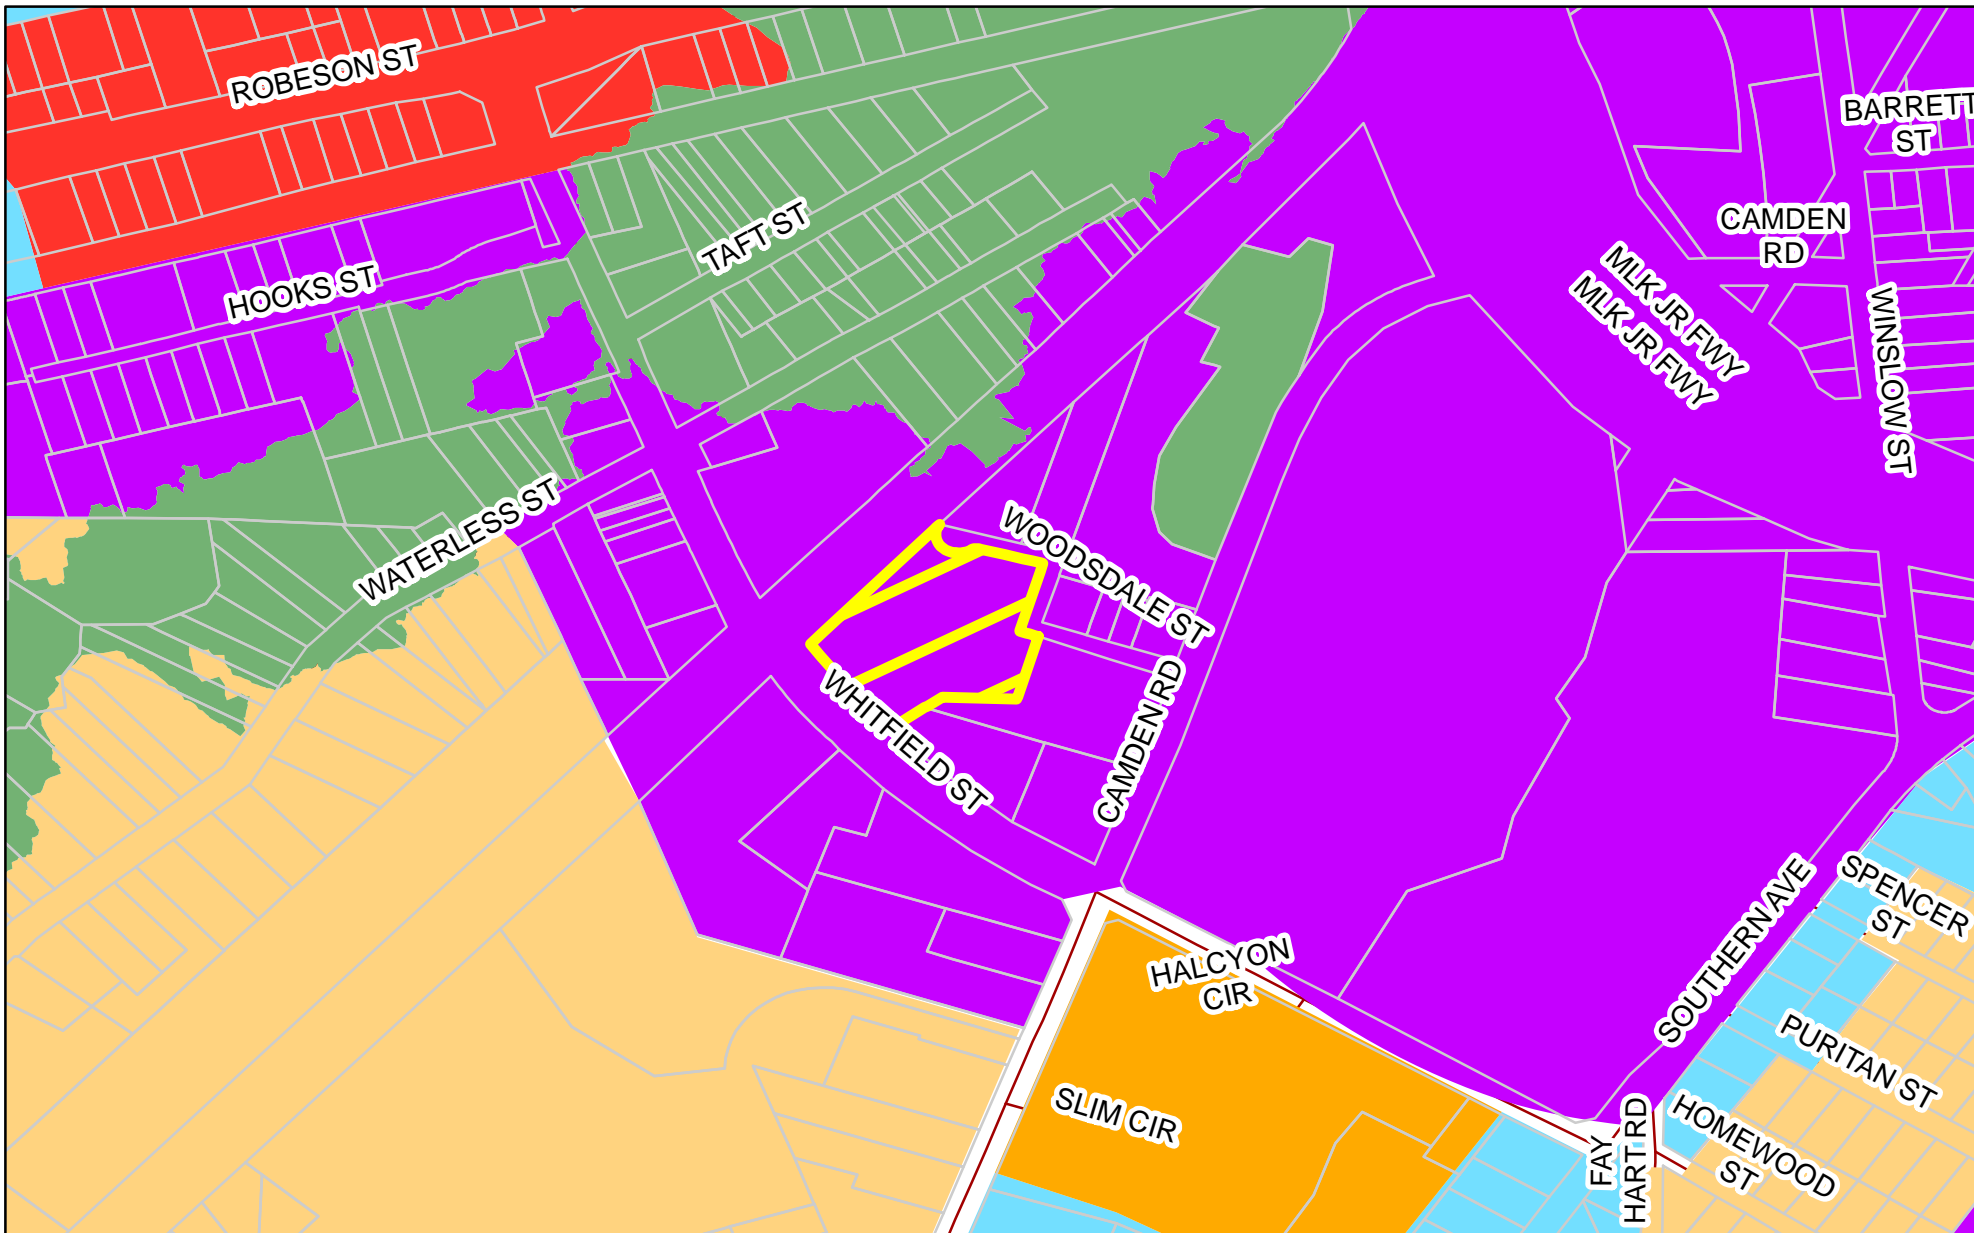 ROBESON ST
BARRETT
ST
CAMDEN
RD
TAFT ST
HOOKS ST
MLK JR FWY
MLK JR FWY
WINSLOW ST
WATERLESS ST
WOODSDALE ST
WHITFIELD ST
CAMDEN RD
SPENCER
ST
SOUTHERN AVE
HALCYON
CIR
PURITAN ST
SLIM CIR
HOMEWOOD
ST
FAY
HART RD